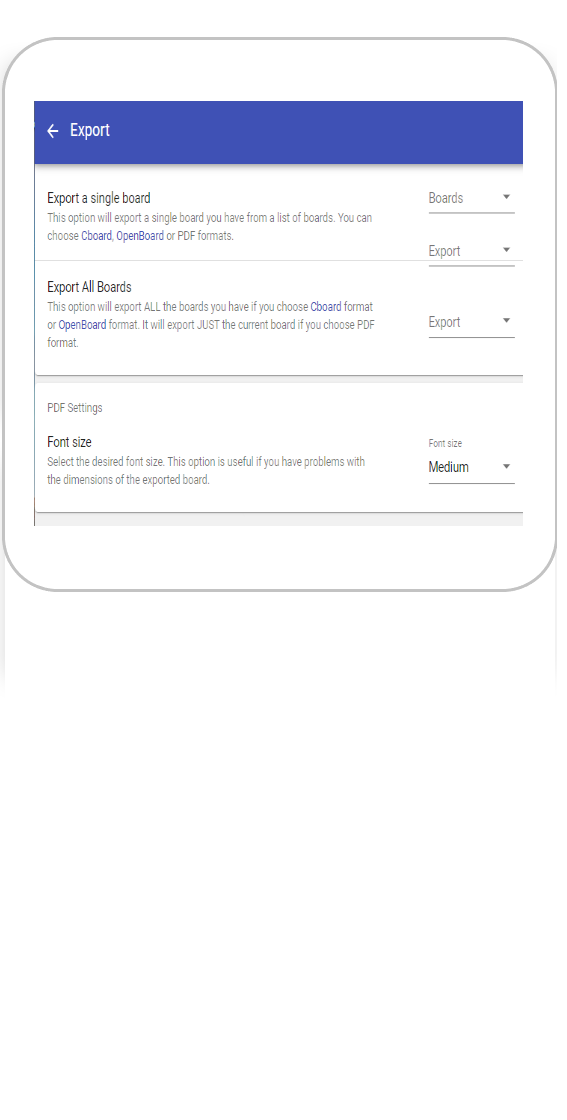 Export
Export a single board
This option will export a single board you have from a list of boards. You can
choose Cboard, OpenBoard or PDF formats.
Boards
Export
Export All Boards
This option will export ALL the boards you have if you choose Cboard format
or OpenBoard format. It will export JUST the current board if you choose PDF
format.
Export
PDF Settings
Font size
Select the desired font size. This option is useful if you have problems with
the dimensions of the exported board.
Font size
Medium